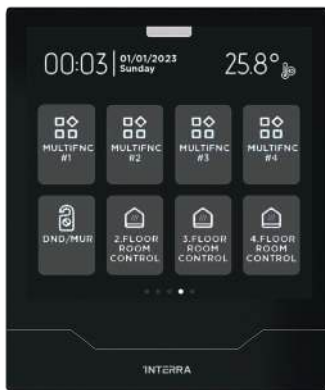 00:03
01/01/2023
Sunday
25.8°
MULTIFNC
#1
MULTIFNC
#2
MULTIFNC
#3
MULTIFNC
#4
DND/MUR
2.FLOOR
ROOM
CONTROL
3.FLOOR
ROOM
CONTROL
4.FLOOR
ROOM
CONTROL
INTERRA